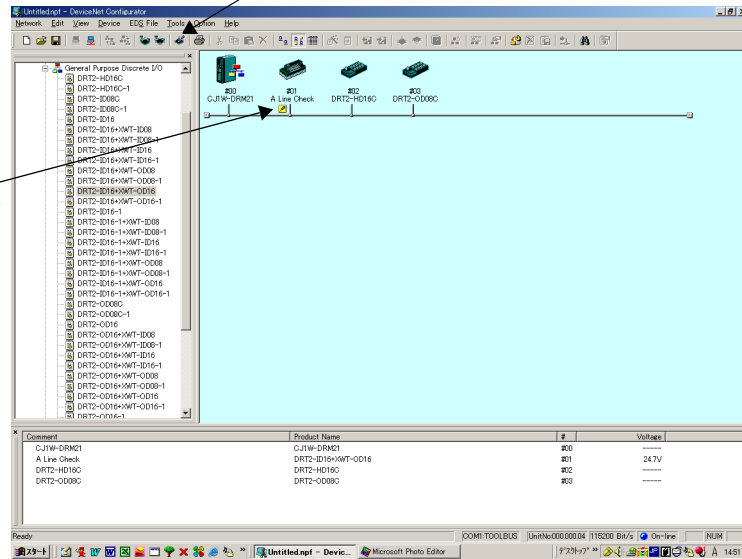 Untitled.npf - DeviceNet Configurator
Network Edit View Device EDS File Tools Option Help
General Purpose Discrete I/O
DRT2-HD16C
DRT2-HD16C-1
DRT2-ID08C
DRT2-ID08C-1
DRT2-ID16
DRT2-ID16+XWT-ID08
DRT2-ID16+XWT-ID08-1
DRT2-ID16+XWT-ID16
DRT2-ID16+XWT-ID16-1
DRT2-ID16+XWT-OD08
DRT2-ID16+XWT-OD08-1
DRT2-ID16+XWT-OD16
DRT2-ID16+XWT-OD16-1
DRT2-ID16-1
DRT2-ID16-1+XWT-ID08
DRT2-ID16-1+XWT-ID08-1
DRT2-ID16-1+XWT-ID16
DRT2-ID16-1+XWT-ID16-1
DRT2-ID16-1+XWT-OD08
DRT2-ID16-1+XWT-OD08-1
DRT2-ID16-1+XWT-OD16
DRT2-ID16-1+XWT-OD16-1
DRT2-OD08C
DRT2-OD08C-1
DRT2-OD16
DRT2-OD16+XWT-ID08
DRT2-OD16+XWT-ID08-1
DRT2-OD16+XWT-ID16
DRT2-OD16+XWT-ID16-1
DRT2-OD16+XWT-OD08
DRT2-OD16+XWT-OD08-1
DRT2-OD16+XWT-OD16
DRT2-OD16+XWT-OD16-1
DRT2-OD16-1
#00 #01 #02 #03
CJ1W-DRM21 A Line Check DRT2-HD16C DRT2-OD08C
Comment Product Name # Voltage
CJ1W-DRM21 CJ1W-DRM21 #00 -----
A Line Check DRT2-ID16+XWT-OD16 #01 24.7V
DRT2-HD16C DRT2-HD16C #02 -----
DRT2-OD08C DRT2-OD08C #03 -----
Ready COM1:TOOLBUS UnitNo:000.000.04 115200 Bit/s On-line NUM
スタート Untitled.npf - Devic... Microsoft Photo Editor デスクトップ A 14:51